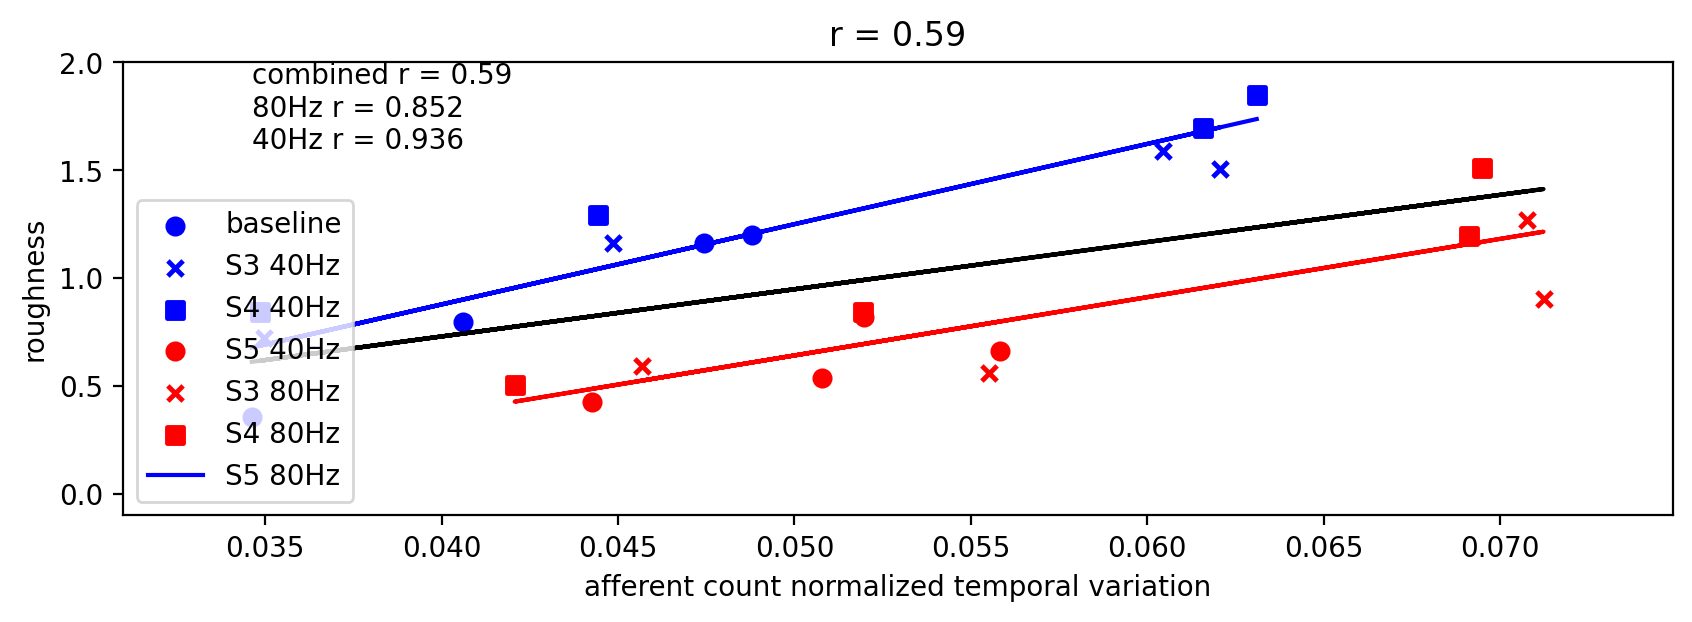 r = 0.59
combined r = 0.59
80Hz r = 0.852
40Hz r = 0.936
2.0
1.5
1.0
0.5
0.0
roughness
baseline
S3 40Hz
S4 40Hz
S5 40Hz
S3 80Hz
S4 80Hz
S5 80Hz
0.035 0.040 0.045 0.050 0.055 0.060 0.065 0.070
afferent count normalized temporal variation